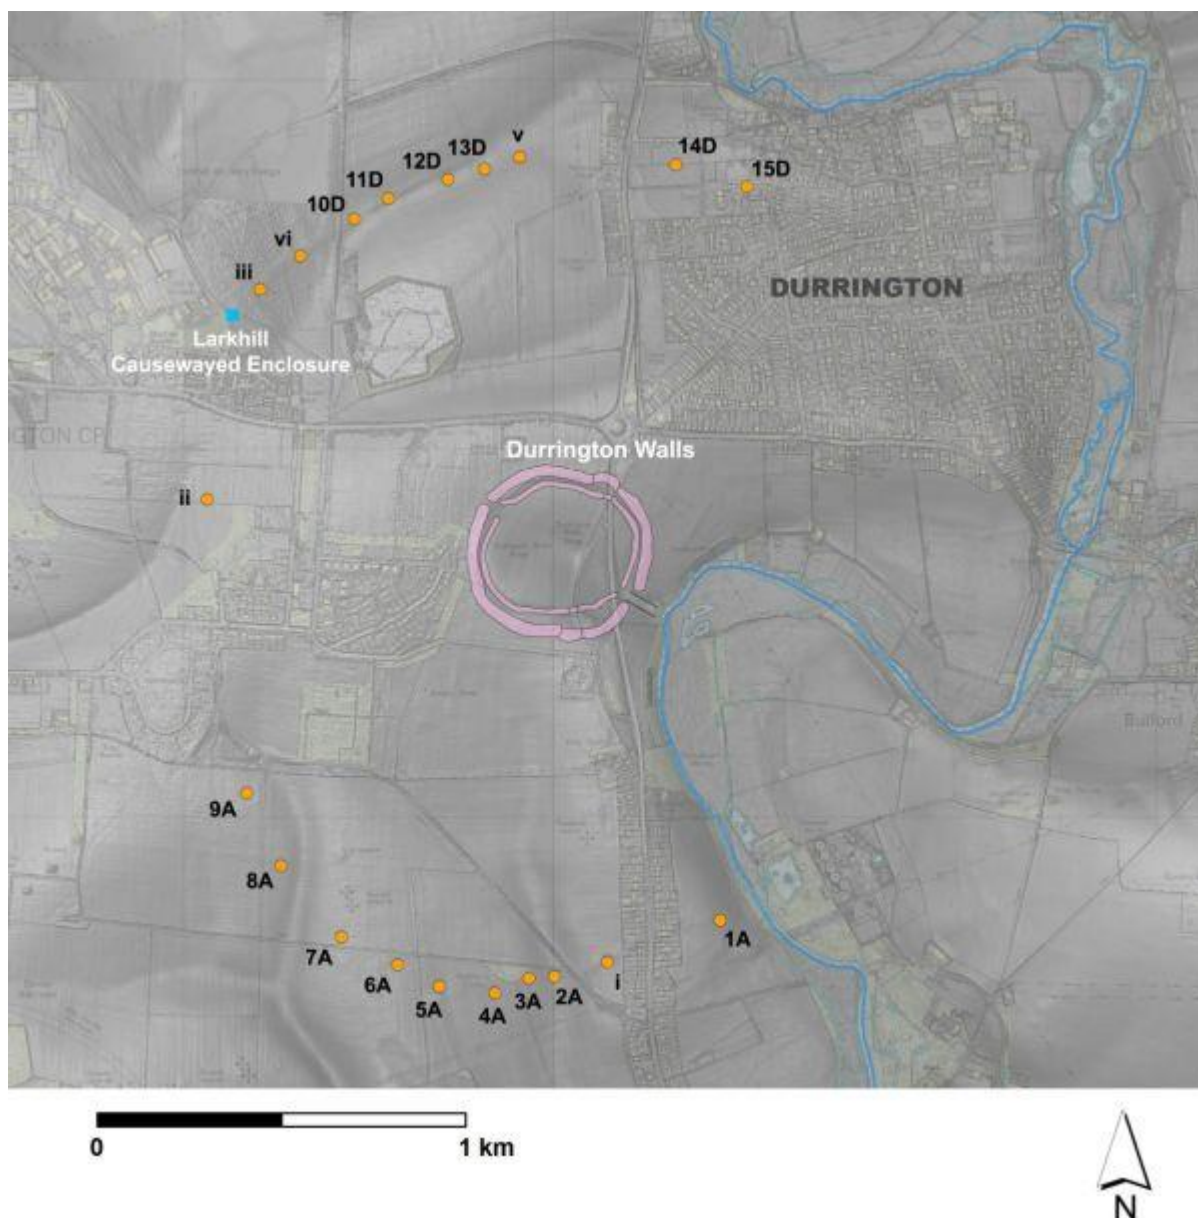 v
13D
12D
14D
15D
11D
10D
vi
iii
DURRINGTON
Larkhill
Causewayed Enclosure
Durrington Walls
ii
Bulford
9A
8A
1A
7A
6A
i
5A
4A
3A
2A
0
1 km
N